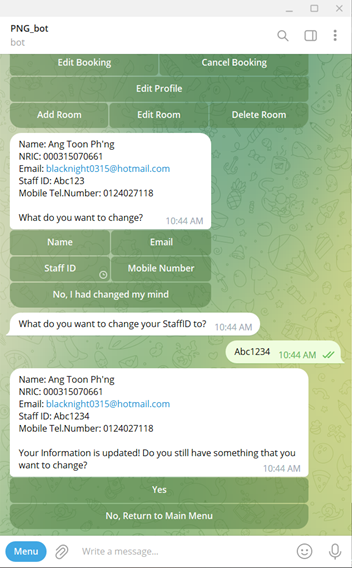 PNG_bot
bot
Edit Booking
Cancel Booking
Edit Profile
Add Room
Edit Room
Delete Room
Name: Ang Toon Ph'ng
NRIC: 000315070661
Email: blacknight0315@hotmail.com
Staff ID: Abc123
Mobile Tel.Number: 0124027118
What do you want to change?
10:44 AM
Name
Email
Staff ID
Mobile Number
No, I had changed my mind
What do you want to change your StaffID to?
10:44 AM
Abc1234
10:44 AM
Name: Ang Toon Ph'ng
NRIC: 000315070661
Email: blacknight0315@hotmail.com
Staff ID: Abc1234
Mobile Tel.Number: 0124027118
Your Information is updated! Do you still have something that you
want to change?
10:44 AM
Yes
No, Return to Main Menu
Menu
Write a message...